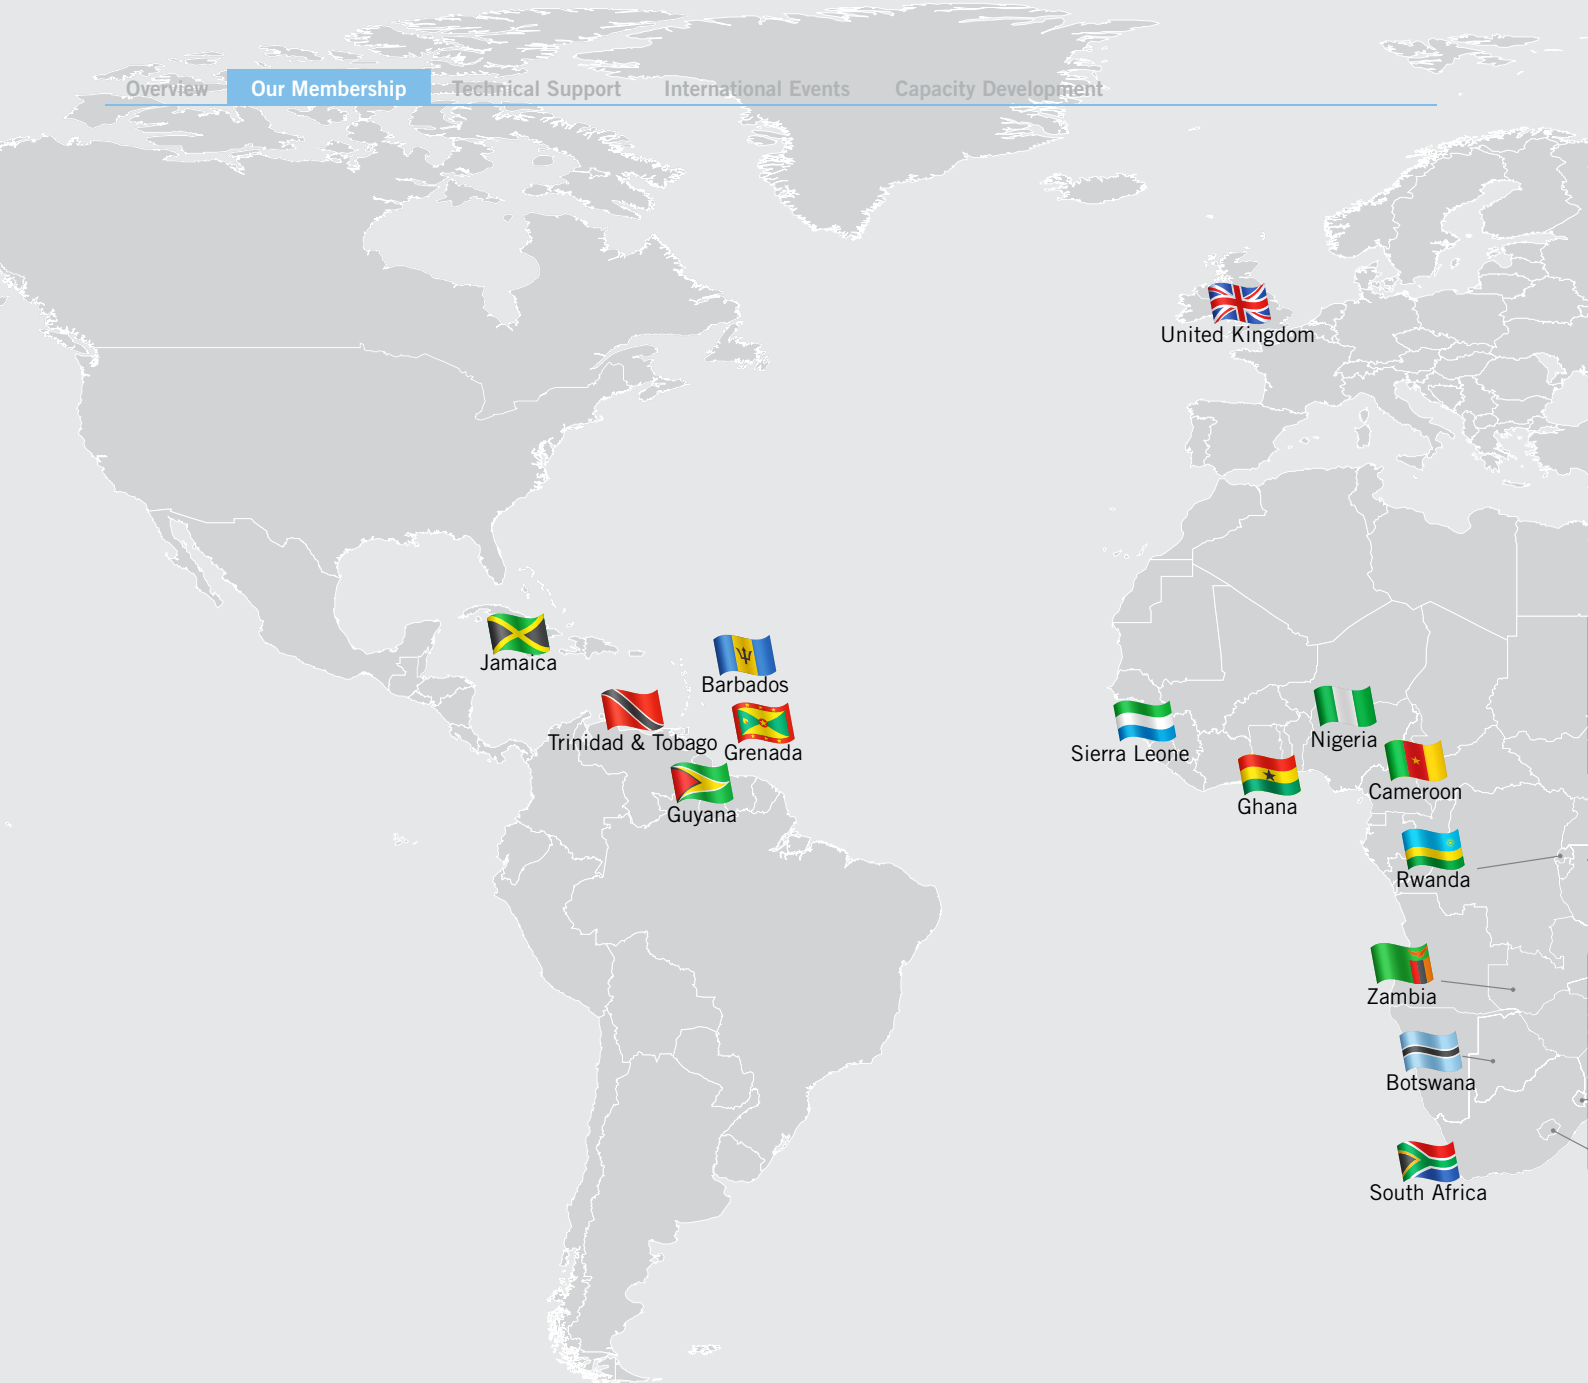 Overview
Our Membership
Technical Support
International Events
Capacity Development
United Kingdom
Jamaica
Barbados
Trinidad & Tobago
Grenada
Guyana
Sierra Leone
Nigeria
Ghana
Cameroon
Rwanda
Zambia
Botswana
South Africa